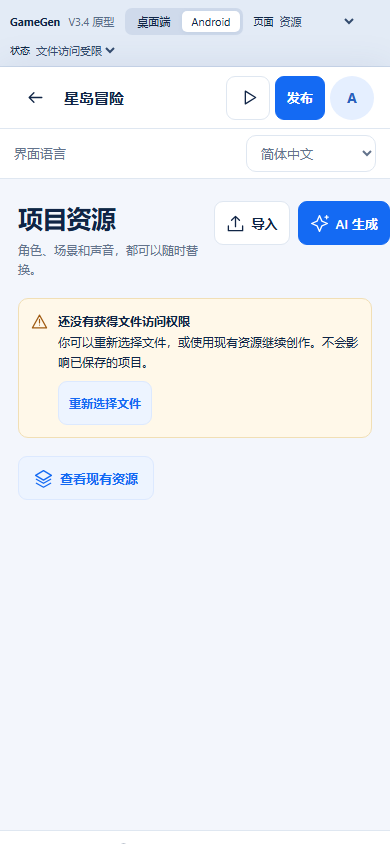 GameGen V3.4 原型 桌面端 Android 页面 资源
状态 文件访问受限
星岛冒险 发布 A
界面语言 简体中文
项目资源 导入 AI 生成
角色、场景和声音，都可以随时替
换。
还没有获得文件访问权限
你可以重新选择文件，或使用现有资源继续创作。不会影
响已保存的项目。
重新选择文件
查看现有资源